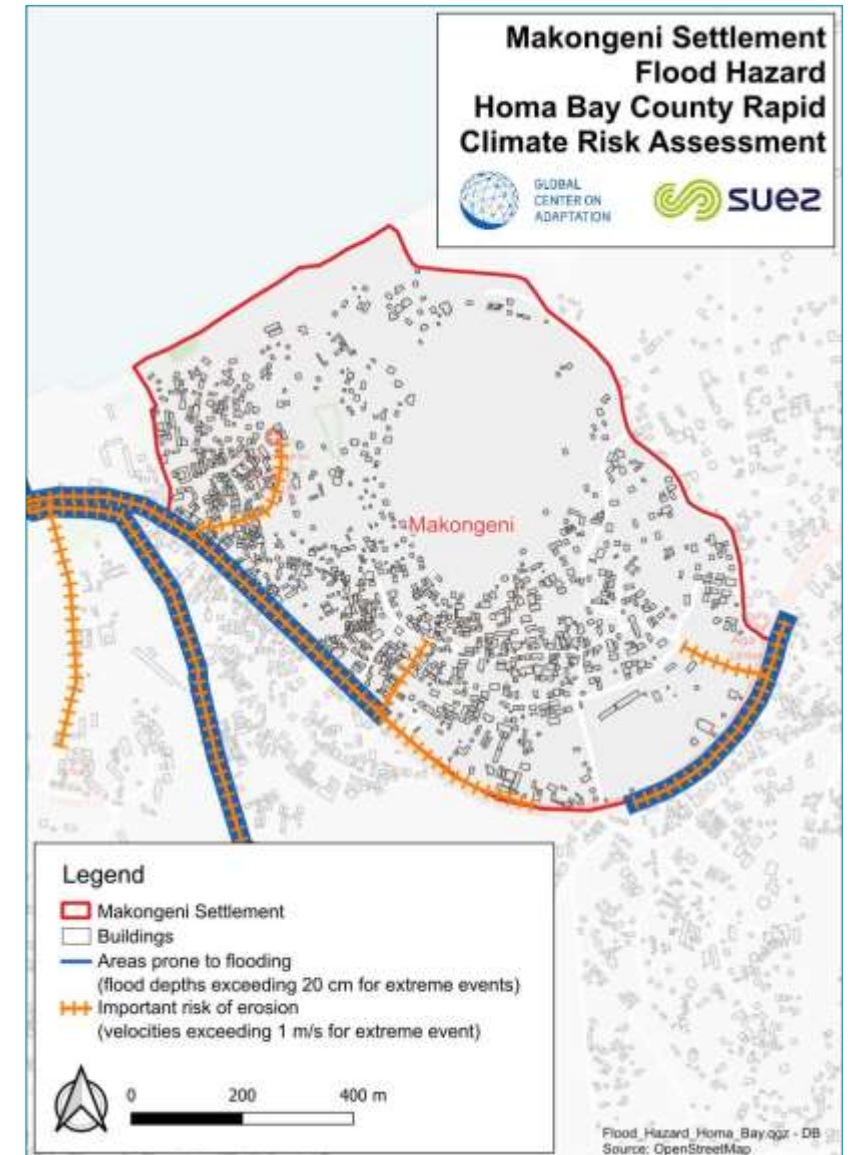 Makongeni Settlement
Flood Hazard
Homa Bay County Rapid
Climate Risk Assessment
GLOBAL
CENTER ON
ADAPTATION
suez
Makongeni
Legend
Makongeni Settlement
Buildings
Areas prone to flooding
(flood depths exceeding 20 cm for extreme events)
Important risk of erosion
(velocities exceeding 1 m/s for extreme event)
0 200 400 m
Flood_Hazard_Homa_Bay.qgz - DB
Source: OpenStreetMap